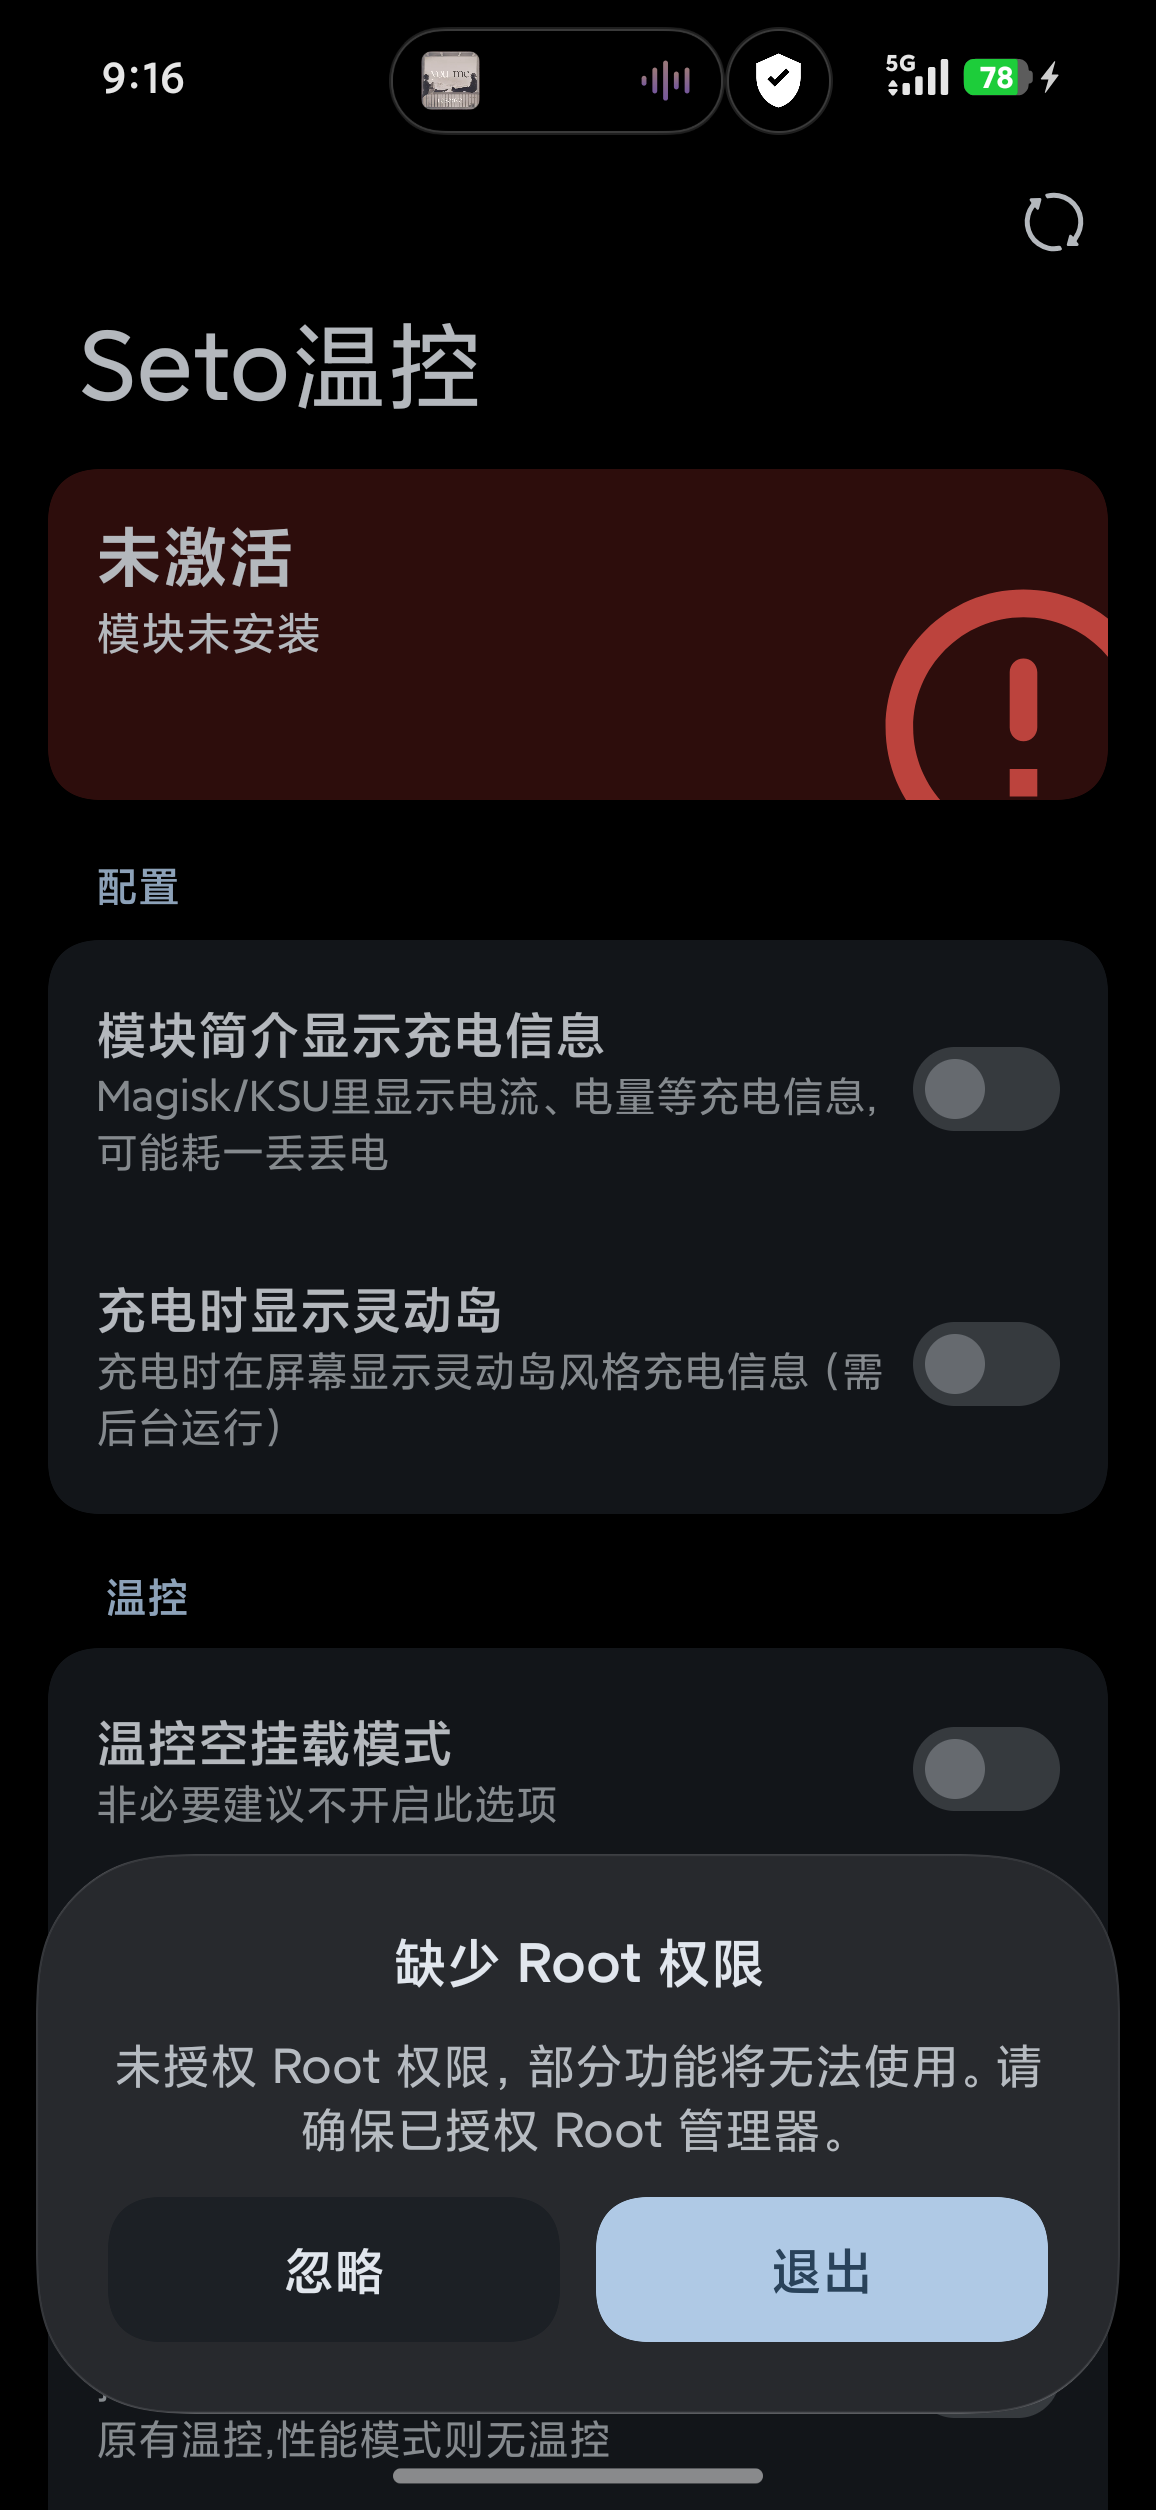 9:16
you me
5G
78
Seto温控
未激活
模块未安装
配置
模块简介显示充电信息
Magisk/KSU里显示电流、电量等充电信息,
可能耗一丢丢电
充电时显示灵动岛
充电时在屏幕显示灵动岛风格充电信息（需
后台运行）
温控
温控空挂载模式
非必要建议不开启此选项
缺少 Root 权限
未授权 Root 权限，部分功能将无法使用。请
确保已授权 Root 管理器。
忽略
退出
原有温控,性能模式则无温控